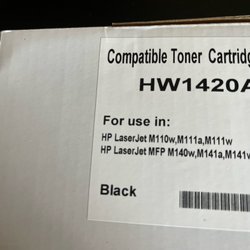 Compatible Toner Cartridg
HW1420A
For use in:
HP LaserJet M110w,M111a,M111w
HP LaserJet MFP M140w,M141a,M141w
Black